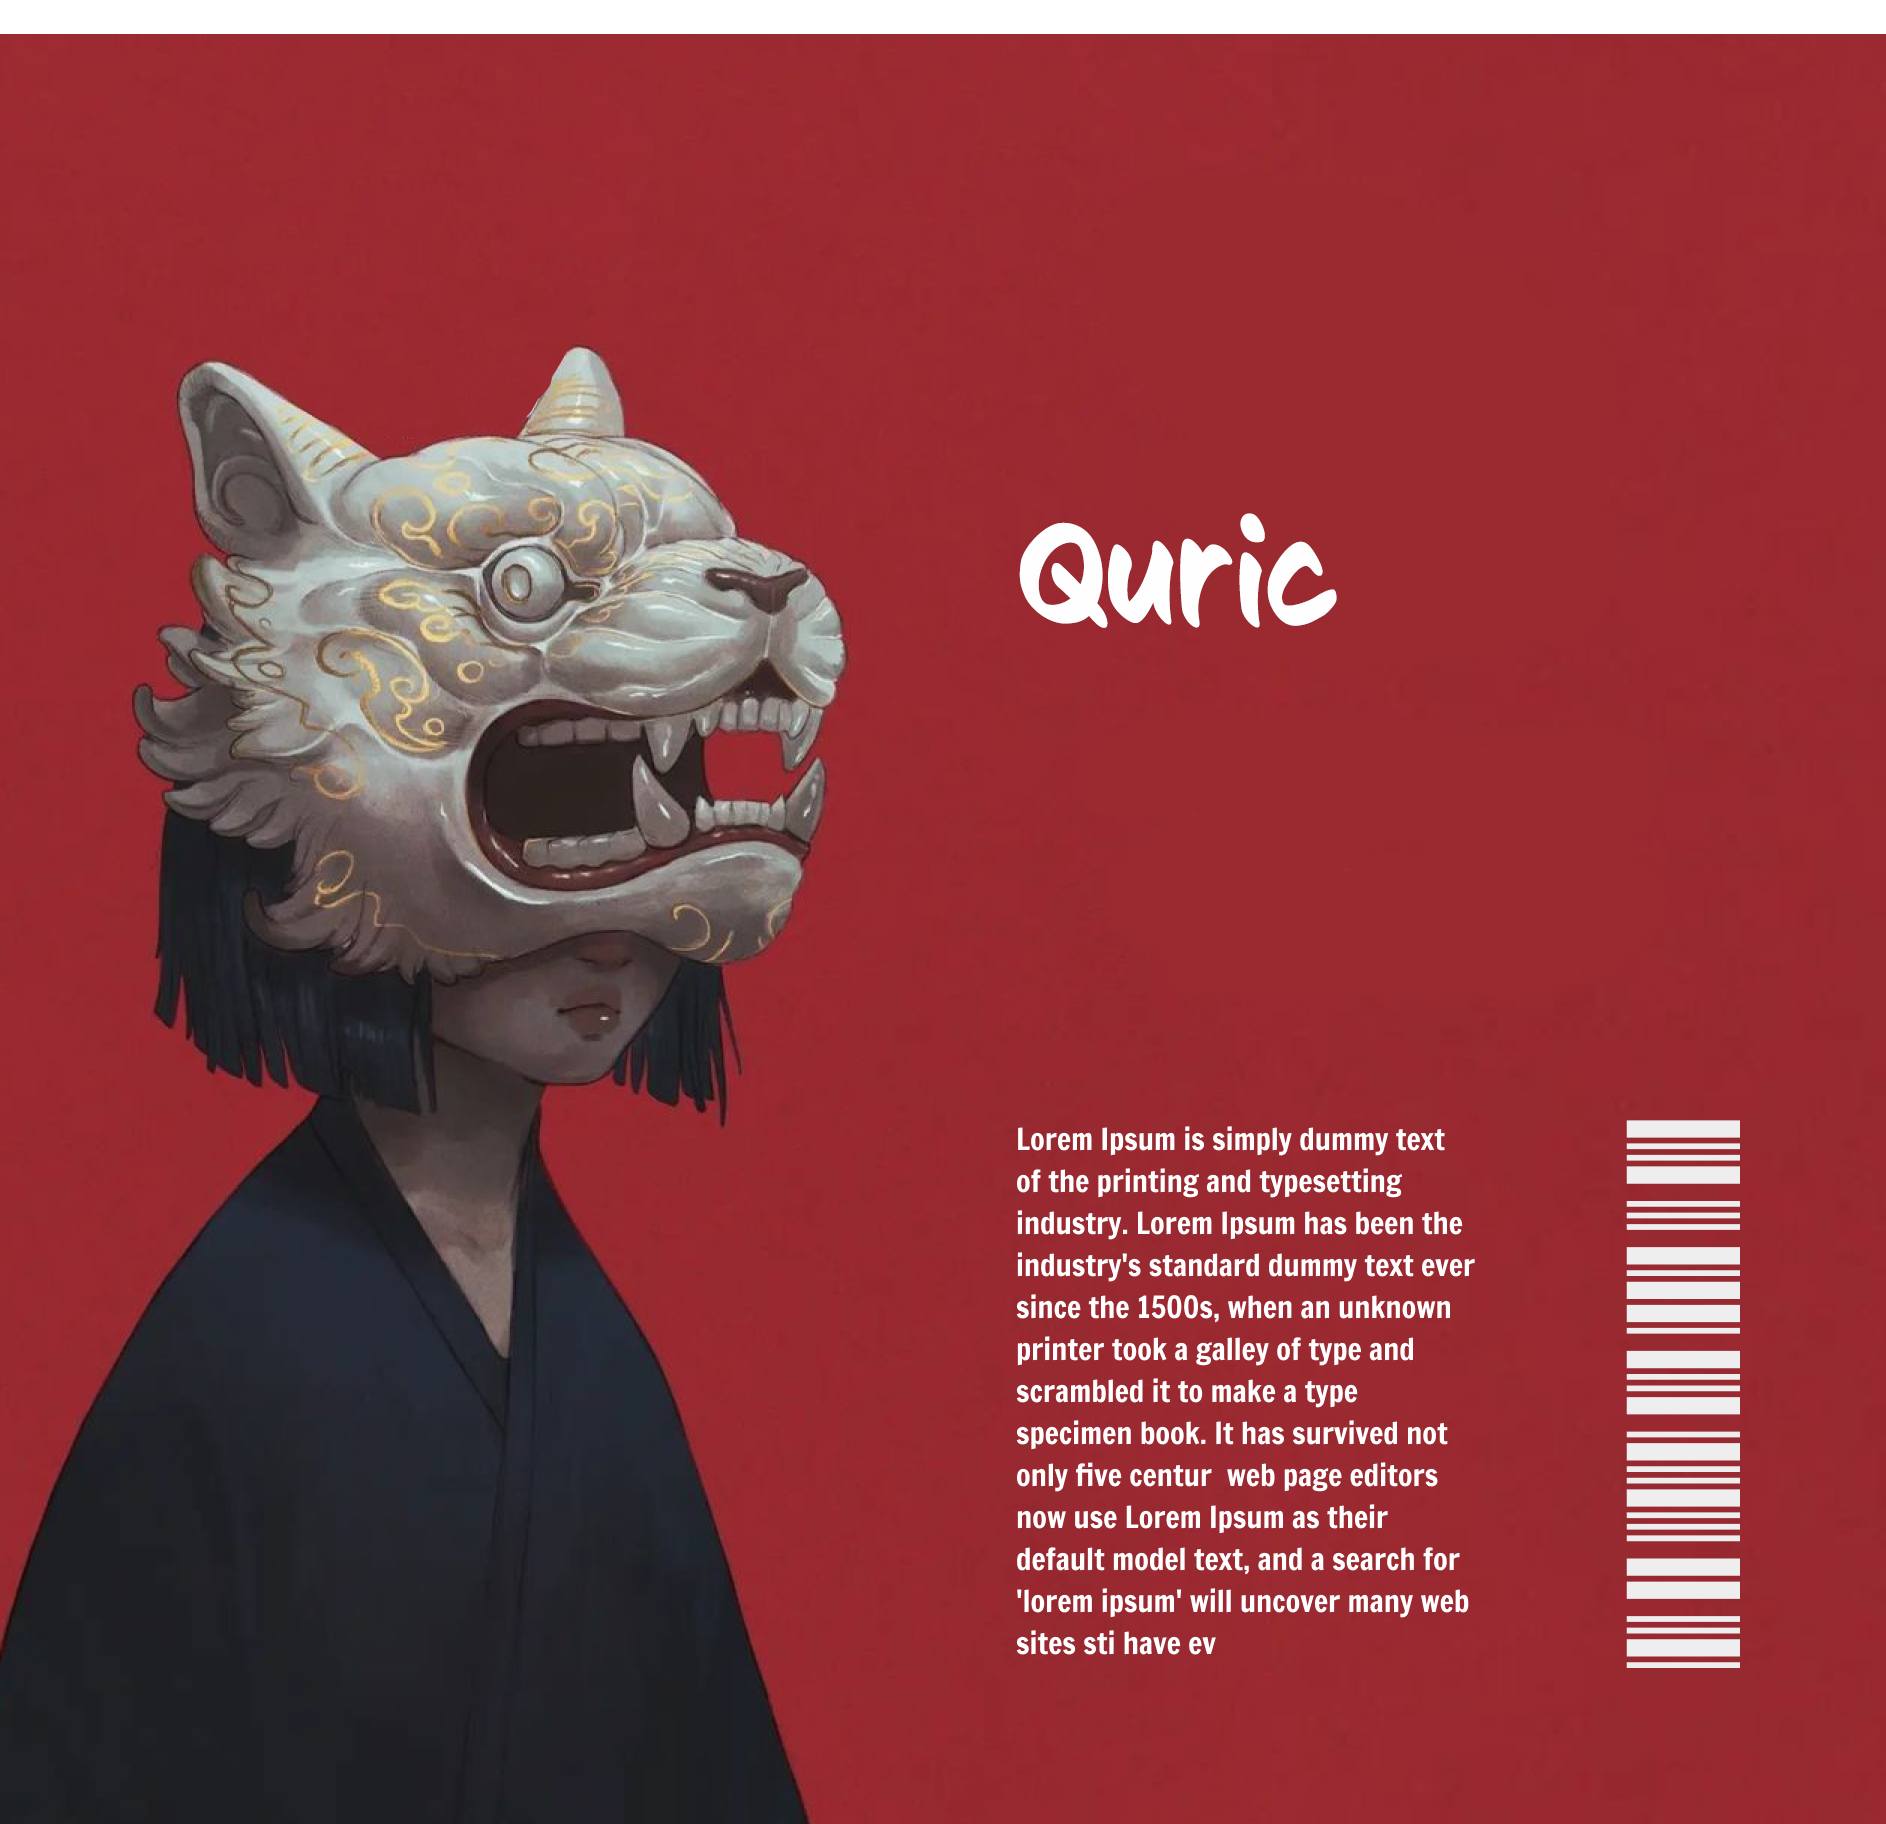 Quric
Lorem Ipsum is simply dummy text
of the printing and typesetting
industry. Lorem Ipsum has been the
industry's standard dummy text ever
since the 1500s, when an unknown
printer took a galley of type and
scrambled it to make a type
specimen book. It has survived not
only five centur  web page editors
now use Lorem Ipsum as their
default model text, and a search for
'lorem ipsum' will uncover many web
sites sti have ev